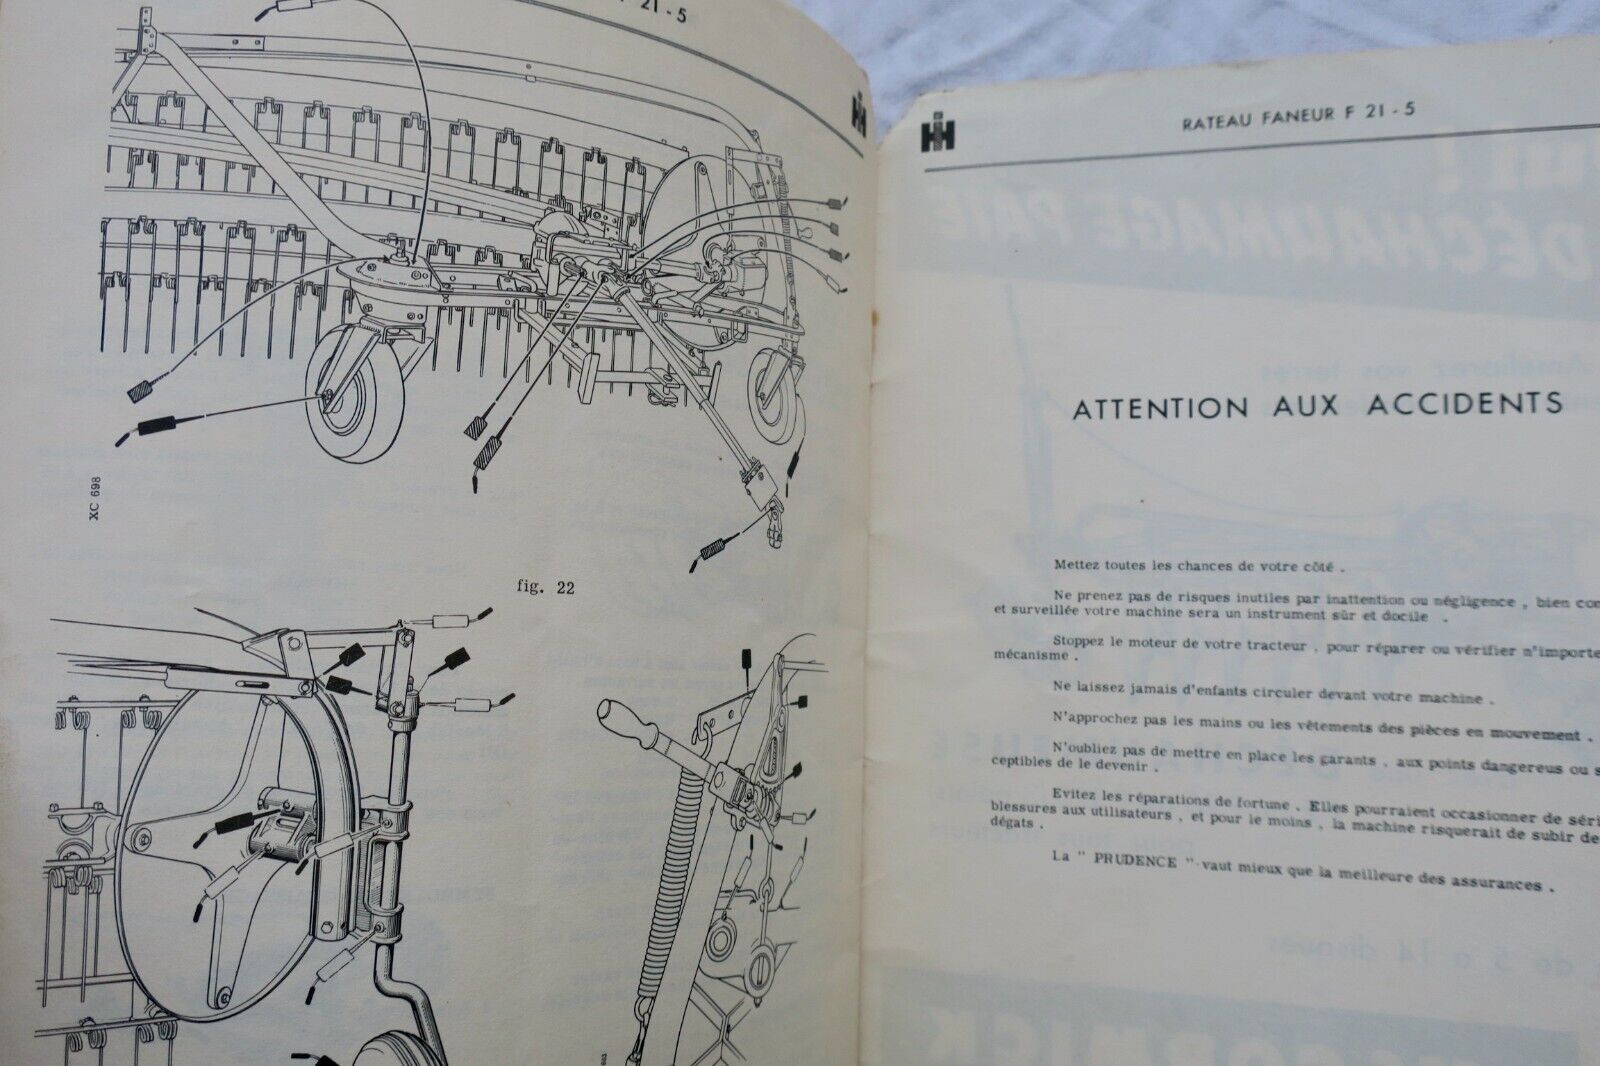 F 21 - 5
IH
XC 698
fig. 22
IH
RATEAU FANEUR F 21 - 5
ATTENTION AUX ACCIDENTS
Mettez toutes les chances de votre côté .
Ne prenez pas de risques inutiles par inattention ou négligence , bien
et surveillée votre machine sera un instrument sûr et docile .
Stoppez le moteur de votre tracteur , pour réparer ou vérifier n'importe
mécanisme .
Ne laissez jamais d'enfants circuler devant votre machine .
N'approchez pas les mains ou les vêtements des pièces en mouvement .
N'oubliez pas de mettre en place les garants , aux points dangereus ou
ceptibles de le devenir .
Evitez les réparations de fortune . Elles pourraient occasionner de
blessures aux utilisateurs , et pour le moins , la machine risquerait de subir de
dégats .
La " PRUDENCE " vaut mieux que la meilleure des assurances .